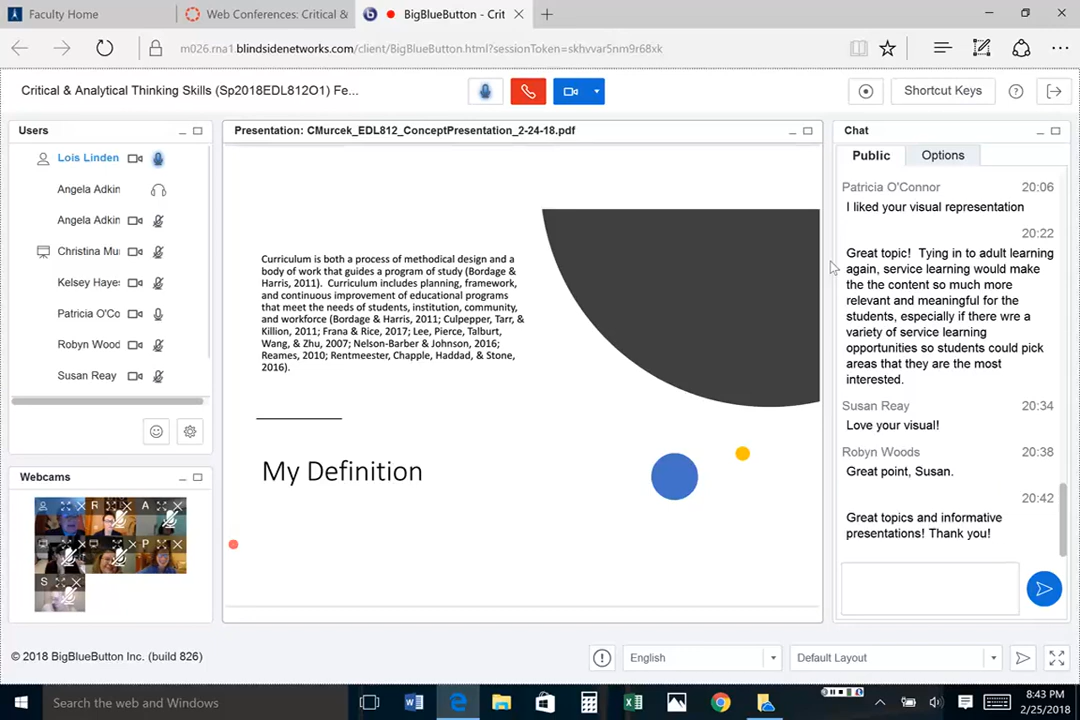 Faculty Home
Web Conferences: Critical &
BigBlueButton - Crit
m026.rna1.blindsidenetworks.com/client/BigBlueButton.html?sessionToken=skhvvar5nm9r68xk
Critical & Analytical Thinking Skills (Sp2018EDL812O1) Fe...
Shortcut Keys
Users
Lois Linden
Angela Adkin
Angela Adkin
Christina Mu
Kelsey Haye
Patricia O'Co
Robyn Wood
Susan Reay
Webcams
R
A
P
S
Presentation: CMurcek_EDL812_ConceptPresentation_2-24-18.pdf
Curriculum is both a process of methodical design and a
body of work that guides a program of study (Bordage &
Harris, 2011). Curriculum includes planning, framework,
and continuous improvement of educational programs
that meet the needs of students, institution, community,
and workforce (Bordage & Harris, 2011; Culpepper, Tarr, &
Killion, 2011; Frana & Rice, 2017; Lee, Pierce, Talburt,
Wang, & Zhu, 2007; Nelson-Barber & Johnson, 2016;
Reames, 2010; Rentmeester, Chapple, Haddad, & Stone,
2016).
My Definition
Chat
Public
Options
Patricia O'Connor 20:06
I liked your visual representation
20:22
Great topic! Tying in to adult learning
again, service learning would make
the the content so much more
relevant and meaningful for the
students, especially if there wre a
variety of service learning
opportunities so students could pick
areas that they are the most
interested.
Susan Reay 20:34
Love your visual!
Robyn Woods 20:38
Great point, Susan.
20:42
Great topics and informative
presentations! Thank you!
© 2018 BigBlueButton Inc. (build 826)
English
Default Layout
Search the web and Windows
8:43 PM
2/25/2018